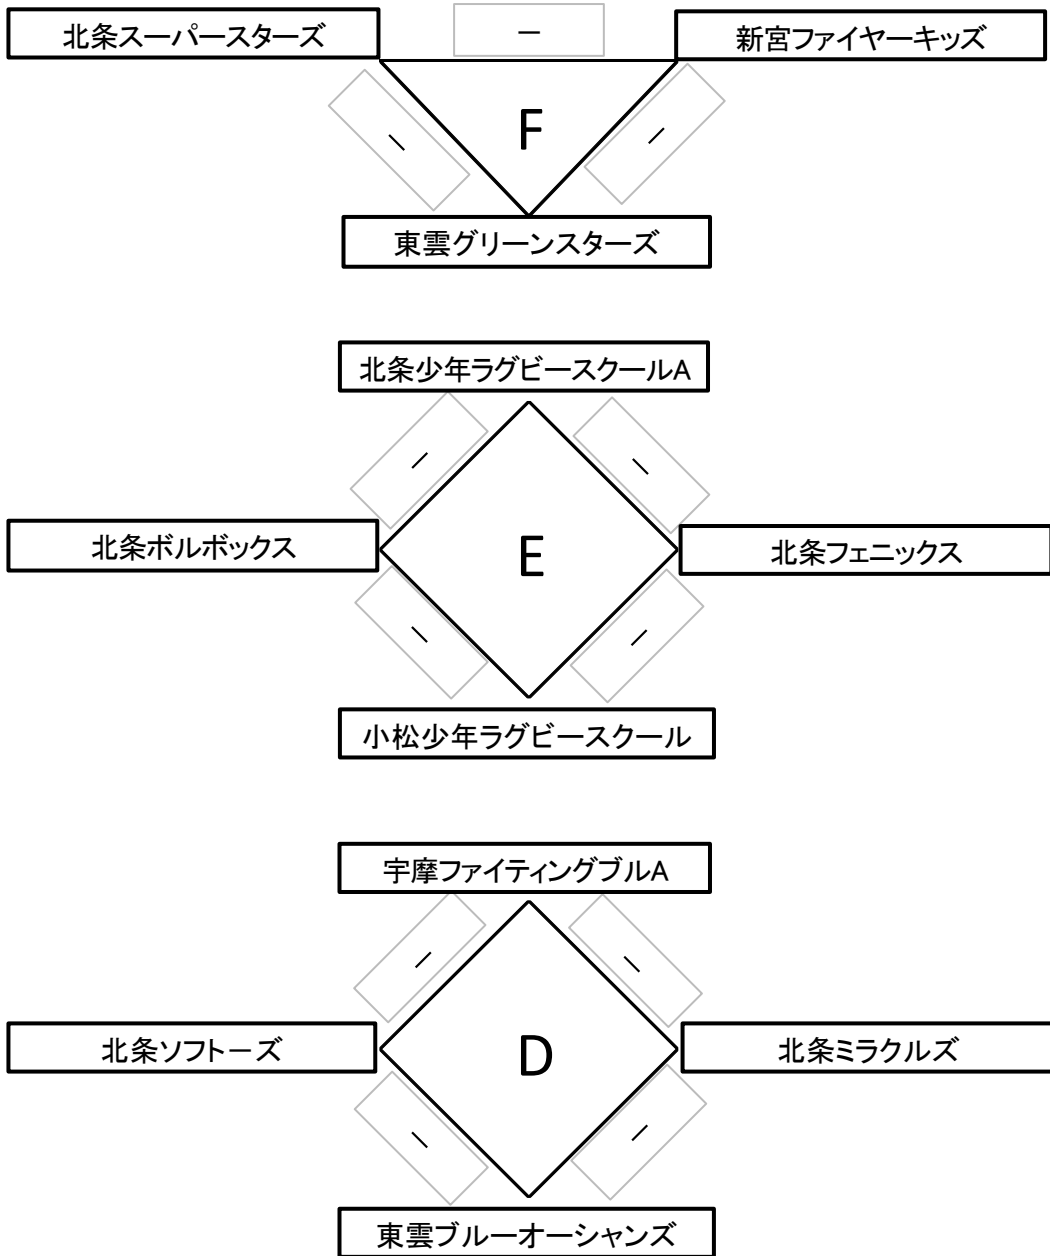 北条スーパースターズ
－
新宮ファイヤーキッズ
－
F
－
東雲グリーンスターズ
北条少年ラグビースクールA
－
－
北条ボルボックス
E
北条フェニックス
－
－
小松少年ラグビースクール
宇摩ファイティングブルA
－
－
北条ソフトーズ
D
北条ミラクルズ
－
－
東雲ブルーオーシャンズ